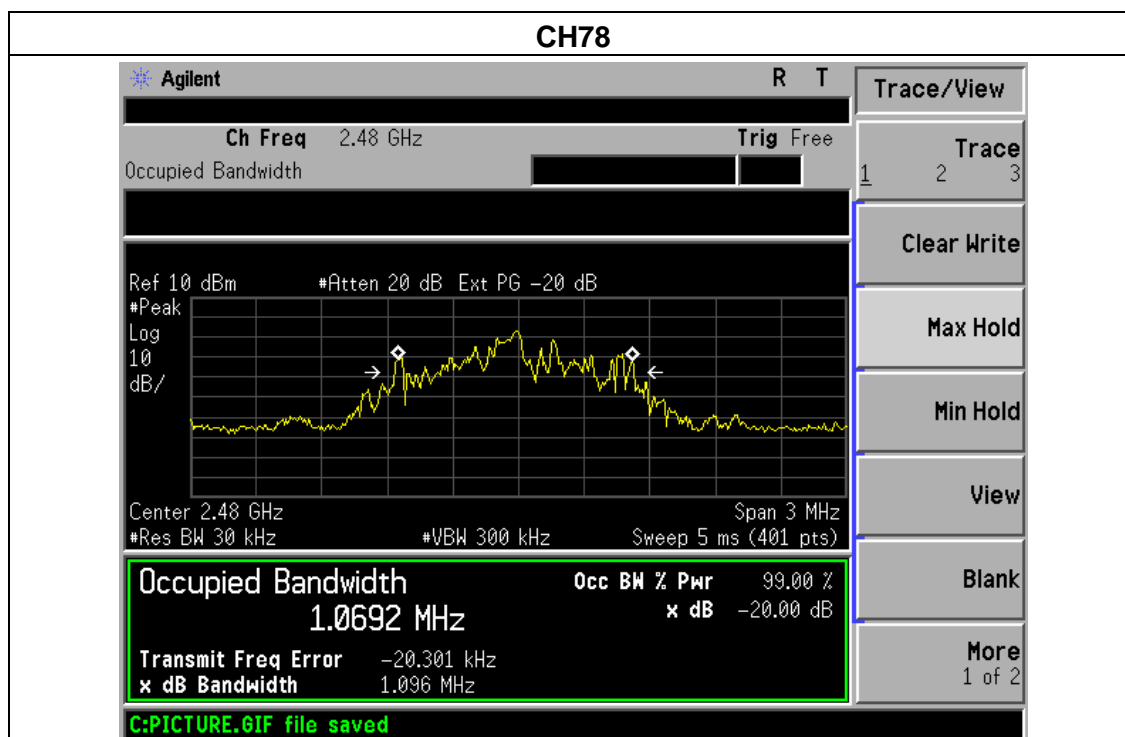 CH78
Agilent R T
Trace/View
Ch Freq 2.48 GHz Trig Free
Occupied Bandwidth
Trace
1 2 3
Clear Write
Ref 10 dBm #Atten 20 dB Ext PG -20 dB
#Peak
Log
10
dB/
Max Hold
Min Hold
View
Center 2.48 GHz Span 3 MHz
#Res BW 30 kHz #VBW 300 kHz Sweep 5 ms (401 pts)
Occupied Bandwidth Occ BW % Pwr 99.00 %
1.0692 MHz x dB -20.00 dB
Blank
Transmit Freq Error -20.301 kHz
x dB Bandwidth 1.096 MHz
More
1 of 2
C:PICTURE.GIF file saved